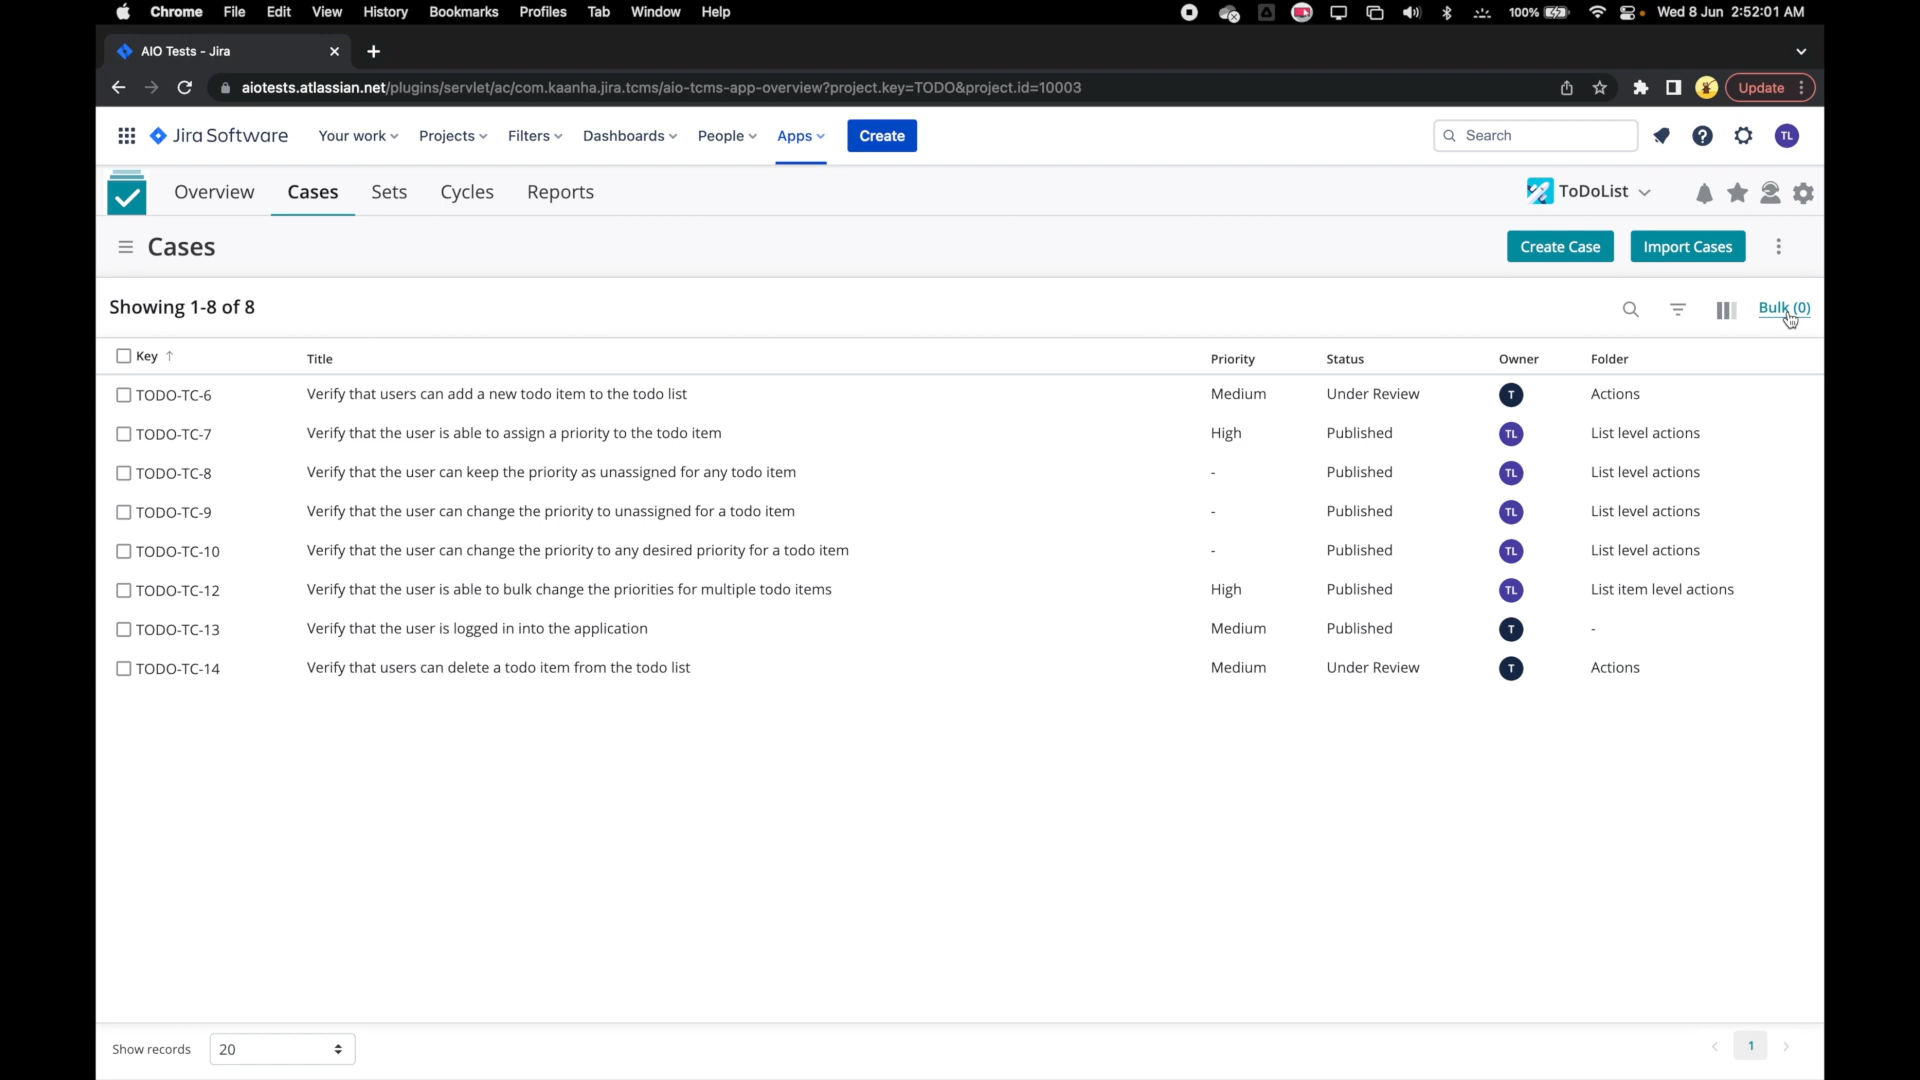 Chrome File Edit View History Bookmarks Profiles Tab Window Help 100% Wed 8 Jun 2:52:01 AM
AIO Tests - Jira
aiotests.atlassian.net/plugins/servlet/ac/com.kaanha.jira.tcms/aio-tcms-app-overview?project.key=TODO&project.id=10003 Update
Jira Software Your work Projects Filters Dashboards People Apps Create Search TL
Overview Cases Sets Cycles Reports ToDoList
Cases Create Case Import Cases
Showing 1-8 of 8 Bulk (0)
Key ↑ Title Priority Status Owner Folder
TODO-TC-6 Verify that users can add a new todo item to the todo list Medium Under Review T Actions
TODO-TC-7 Verify that the user is able to assign a priority to the todo item High Published TL List level actions
TODO-TC-8 Verify that the user can keep the priority as unassigned for any todo item - Published TL List level actions
TODO-TC-9 Verify that the user can change the priority to unassigned for a todo item - Published TL List level actions
TODO-TC-10 Verify that the user can change the priority to any desired priority for a todo item - Published TL List level actions
TODO-TC-12 Verify that the user is able to bulk change the priorities for multiple todo items High Published TL List item level actions
TODO-TC-13 Verify that the user is logged in into the application Medium Published T -
TODO-TC-14 Verify that users can delete a todo item from the todo list Medium Under Review T Actions
Show records 20 1